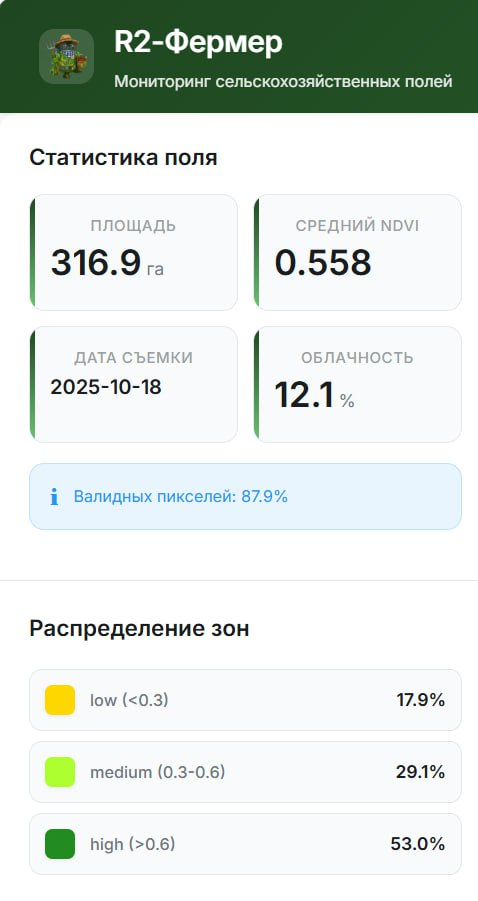 R2-Фермер
Мониторинг сельскохозяйственных полей
Статистика поля
ПЛОЩАДЬ
316.9 га
СРЕДНИЙ NDVI
0.558
ДАТА СЪЕМКИ
2025-10-18
ОБЛАЧНОСТЬ
12.1 %
Валидных пикселей: 87.9%
Распределение зон
low (<0.3) 17.9%
medium (0.3-0.6) 29.1%
high (>0.6) 53.0%